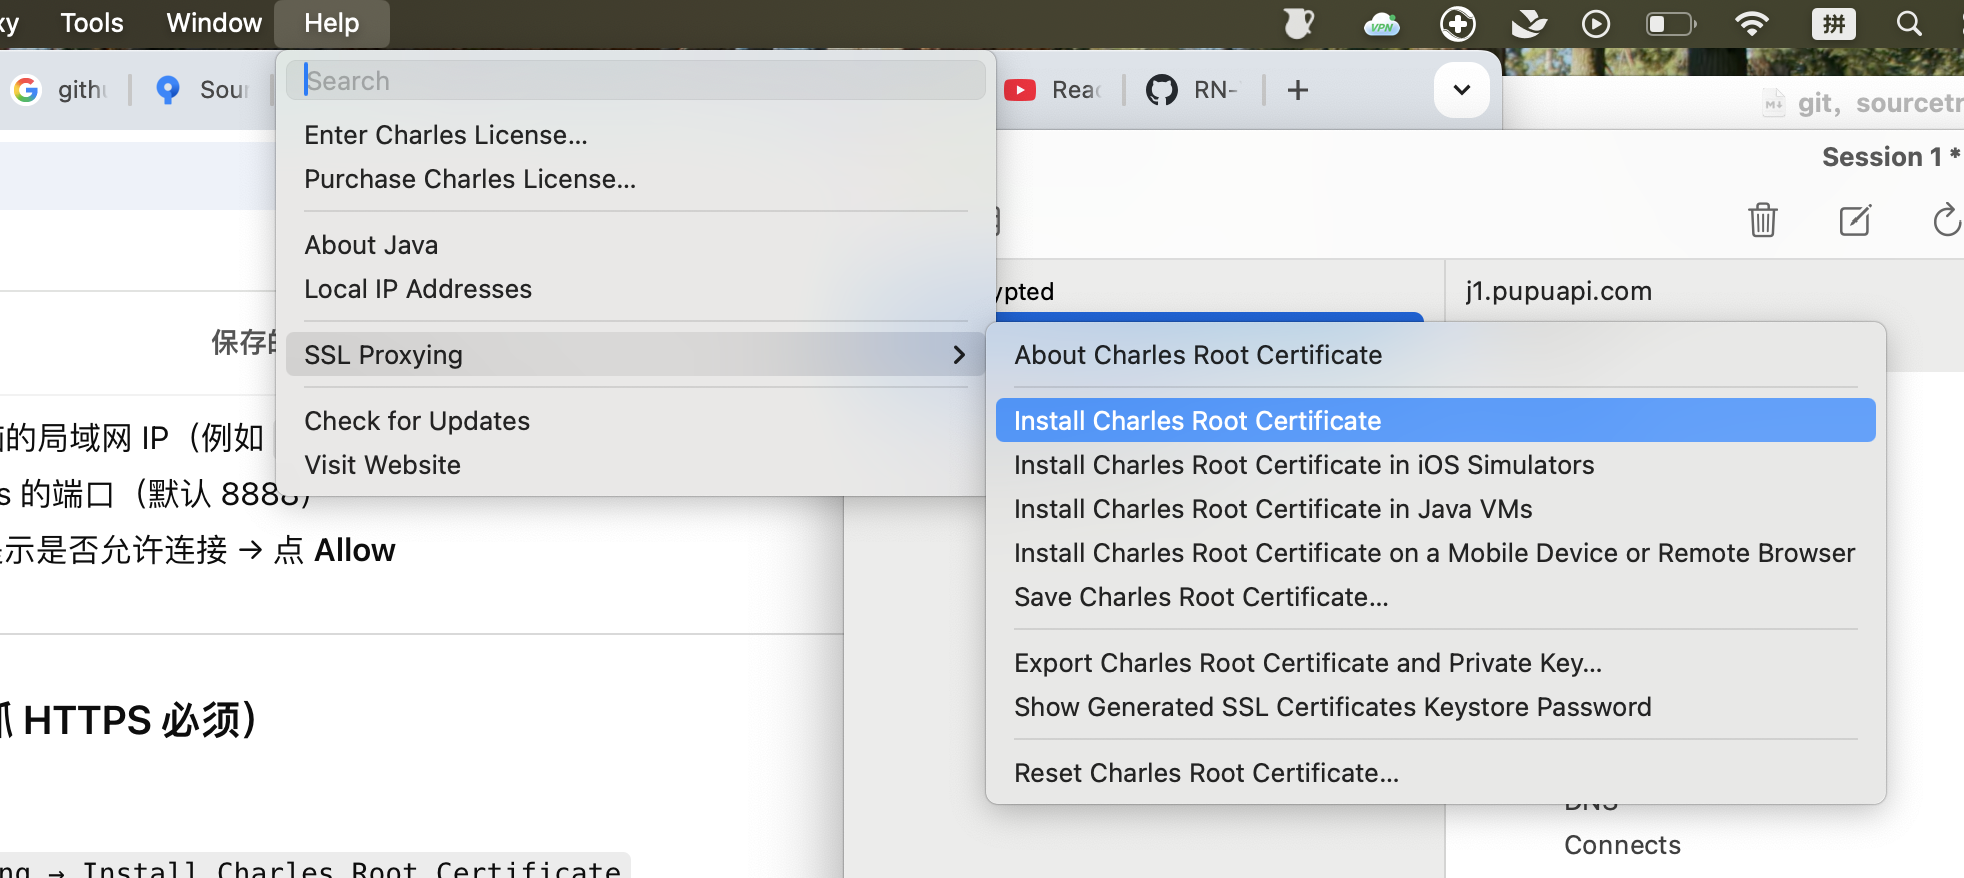 Tools Window Help
VPN
拼
Search
Sour
Reac
RN-
git, sourcetr
Enter Charles License...
Purchase Charles License...
Session 1 *
About Java
Local IP Addresses
ypted
j1.pupuapi.com
保存的
SSL Proxying
About Charles Root Certificate
Check for Updates
Visit Website
Install Charles Root Certificate
Install Charles Root Certificate in iOS Simulators
Install Charles Root Certificate in Java VMs
Install Charles Root Certificate on a Mobile Device or Remote Browser
Save Charles Root Certificate...
Export Charles Root Certificate and Private Key...
Show Generated SSL Certificates Keystore Password
Reset Charles Root Certificate...
的局域网 IP（例如
s 的端口（默认 8888）
示是否允许连接 → 点 Allow
抓 HTTPS 必须）
ng → Install Charles Root Certificate
DNS
Connects